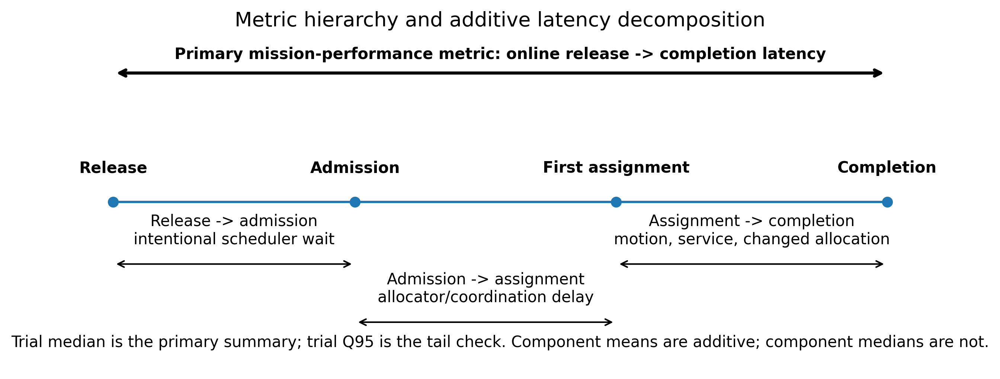 Metric hierarchy and additive latency decomposition
Primary mission-performance metric: online release -> completion latency
Release
Admission
First assignment
Completion
Release -> admission
intentional scheduler wait
Assignment -> completion
motion, service, changed allocation
Admission -> assignment
allocator/coordination delay
Trial median is the primary summary; trial Q95 is the tail check. Component means are additive; component medians are not.